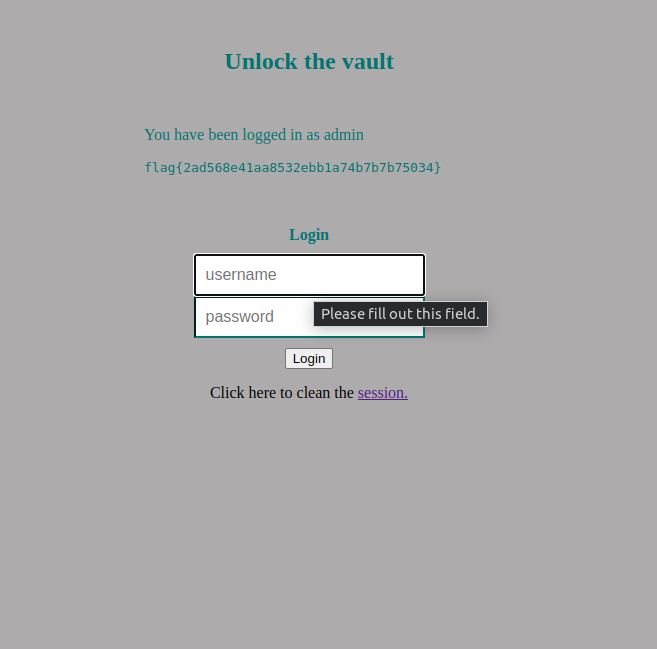 Unlock the vault
You have been logged in as admin
flag{2ad568e41aa8532ebb1a74b7b7b75034}
Login
username
password
Please fill out this field.
Login
Click here to clean the session.